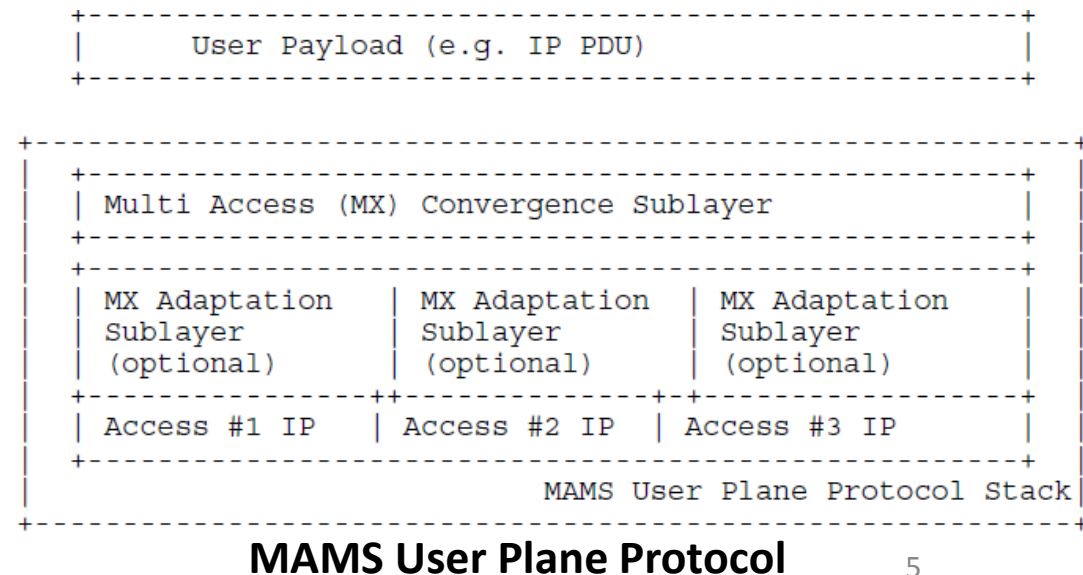 User Payload (e.g. IP PDU)
Multi Access (MX) Convergence Sublayer
MX Adaptation | MX Adaptation | MX Adaptation
Sublayer | Sublayer | Sublayer
(optional) | (optional) | (optional)
Access #1 IP | Access #2 IP | Access #3 IP
MAMS User Plane Protocol Stack
MAMS User Plane Protocol
5